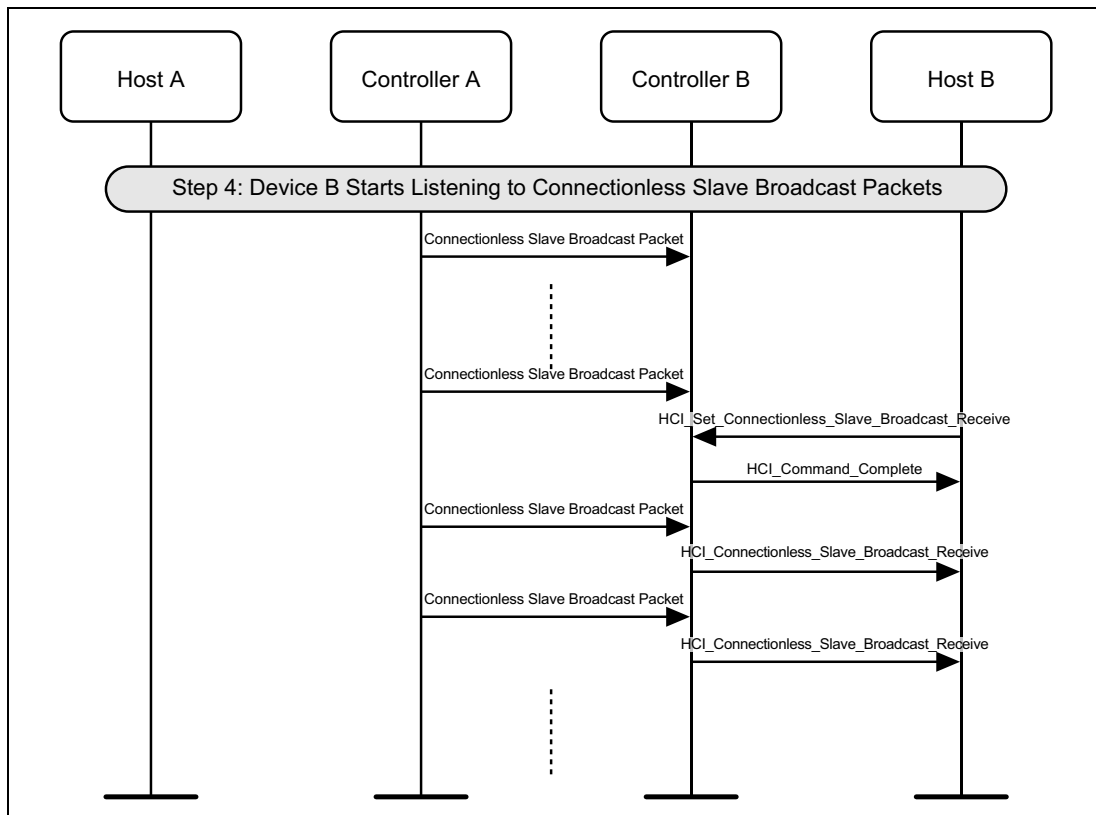 Host A
Controller A
Controller B
Host B
Step 4: Device B Starts Listening to Connectionless Slave Broadcast Packets
Connectionless Slave Broadcast Packet
Connectionless Slave Broadcast Packet
HCI_Set_Connectionless_Slave_Broadcast_Receive
HCI_Command_Complete
Connectionless Slave Broadcast Packet
HCI_Connectionless_Slave_Broadcast_Receive
Connectionless Slave Broadcast Packet
HCI_Connectionless_Slave_Broadcast_Receive